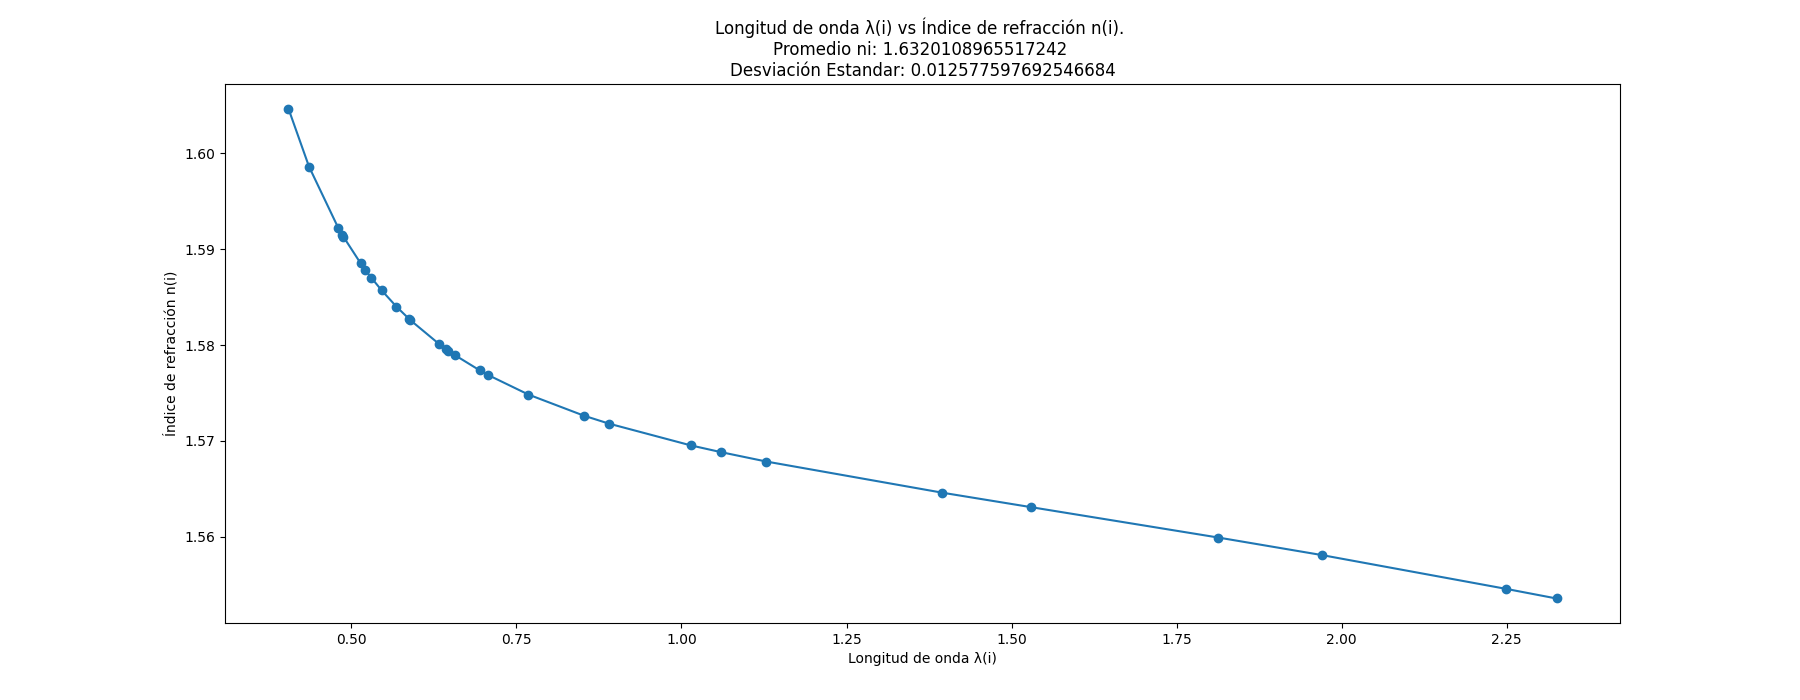 Longitud de onda λ(i) vs Índice de refracción n(i).
Promedio ni: 1.6320108965517242
Desviación Estandar: 0.012577597692546684
Índice de refracción n(i)
1.60
1.59
1.58
1.57
1.56
0.50 0.75 1.00 1.25 1.50 1.75 2.00 2.25
Longitud de onda λ(i)